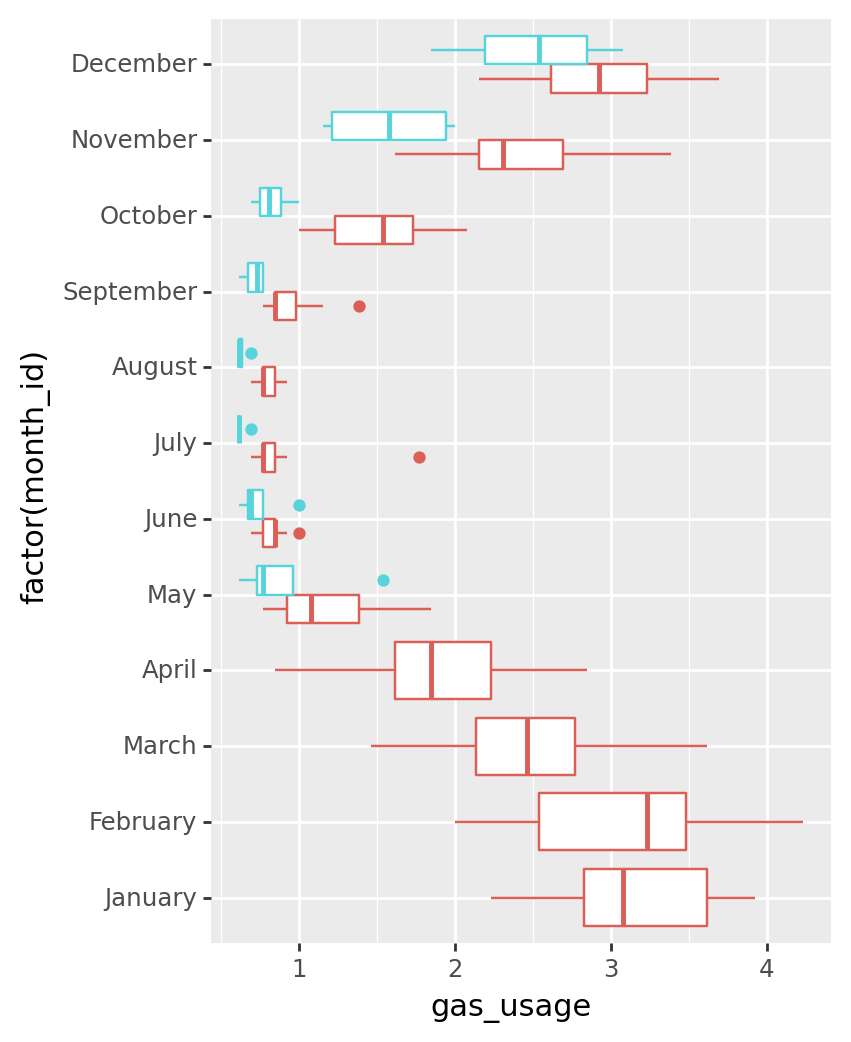 December
November
October
September
August
July
June
May
April
March
February
January
factor(month_id)
1 2 3 4
gas_usage